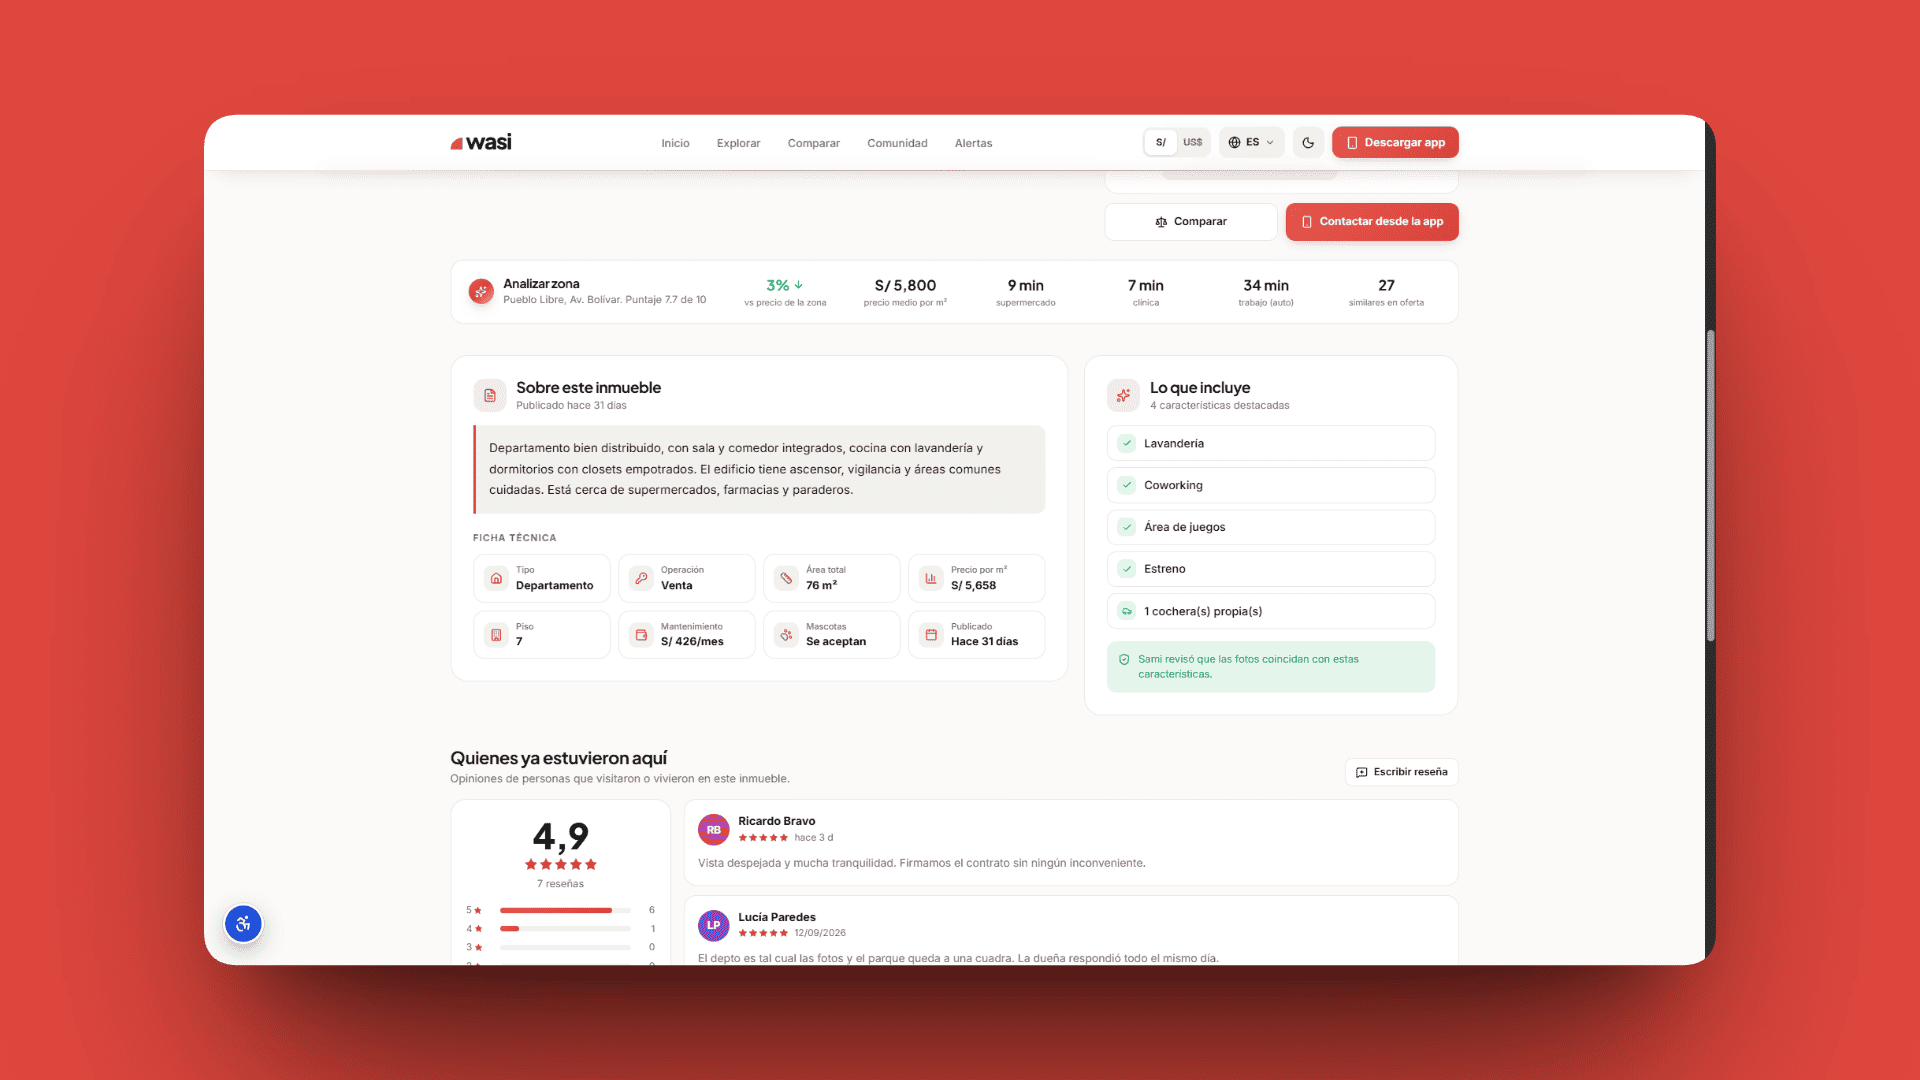 wasi
Inicio
Explorar
Comparar
Comunidad
Alertas
S/ US$
ES
Descargar app
Comparar
Contactar desde la app
Analizar zona
Pueblo Libre, Av. Bolívar. Puntaje 7.7 de 10
3% ↓
vs precio de la zona
S/ 5,800
precio medio por m²
9 min
supermercado
7 min
clínica
34 min
trabajo (auto)
27
similares en oferta
Sobre este inmueble
Publicado hace 31 días
Departamento bien distribuido, con sala y comedor integrados, cocina con lavandería y
dormitorios con closets empotrados. El edificio tiene ascensor, vigilancia y áreas comunes
cuidadas. Está cerca de supermercados, farmacias y paraderos.
FICHA TÉCNICA
Tipo
Departamento
Operación
Venta
Área total
76 m²
Precio por m²
S/ 5,658
Piso
7
Mantenimiento
S/ 426/mes
Mascotas
Se aceptan
Publicado
Hace 31 días
Lo que incluye
4 características destacadas
Lavandería
Coworking
Área de juegos
Estreno
1 cochera(s) propia(s)
Sami revisó que las fotos coincidan con estas
características.
Quienes ya estuvieron aquí
Opiniones de personas que visitaron o vivieron en este inmueble.
Escribir reseña
4,9
★★★★★
7 reseñas
5 ★ 6
4 ★ 1
3 ★ 0
RB
Ricardo Bravo
★★★★★ hace 3 d
Vista despejada y mucha tranquilidad. Firmamos el contrato sin ningún inconveniente.
LP
Lucía Paredes
★★★★★ 12/09/2026
El depto es tal cual las fotos y el parque queda a una cuadra. La dueña respondió todo el mismo día.